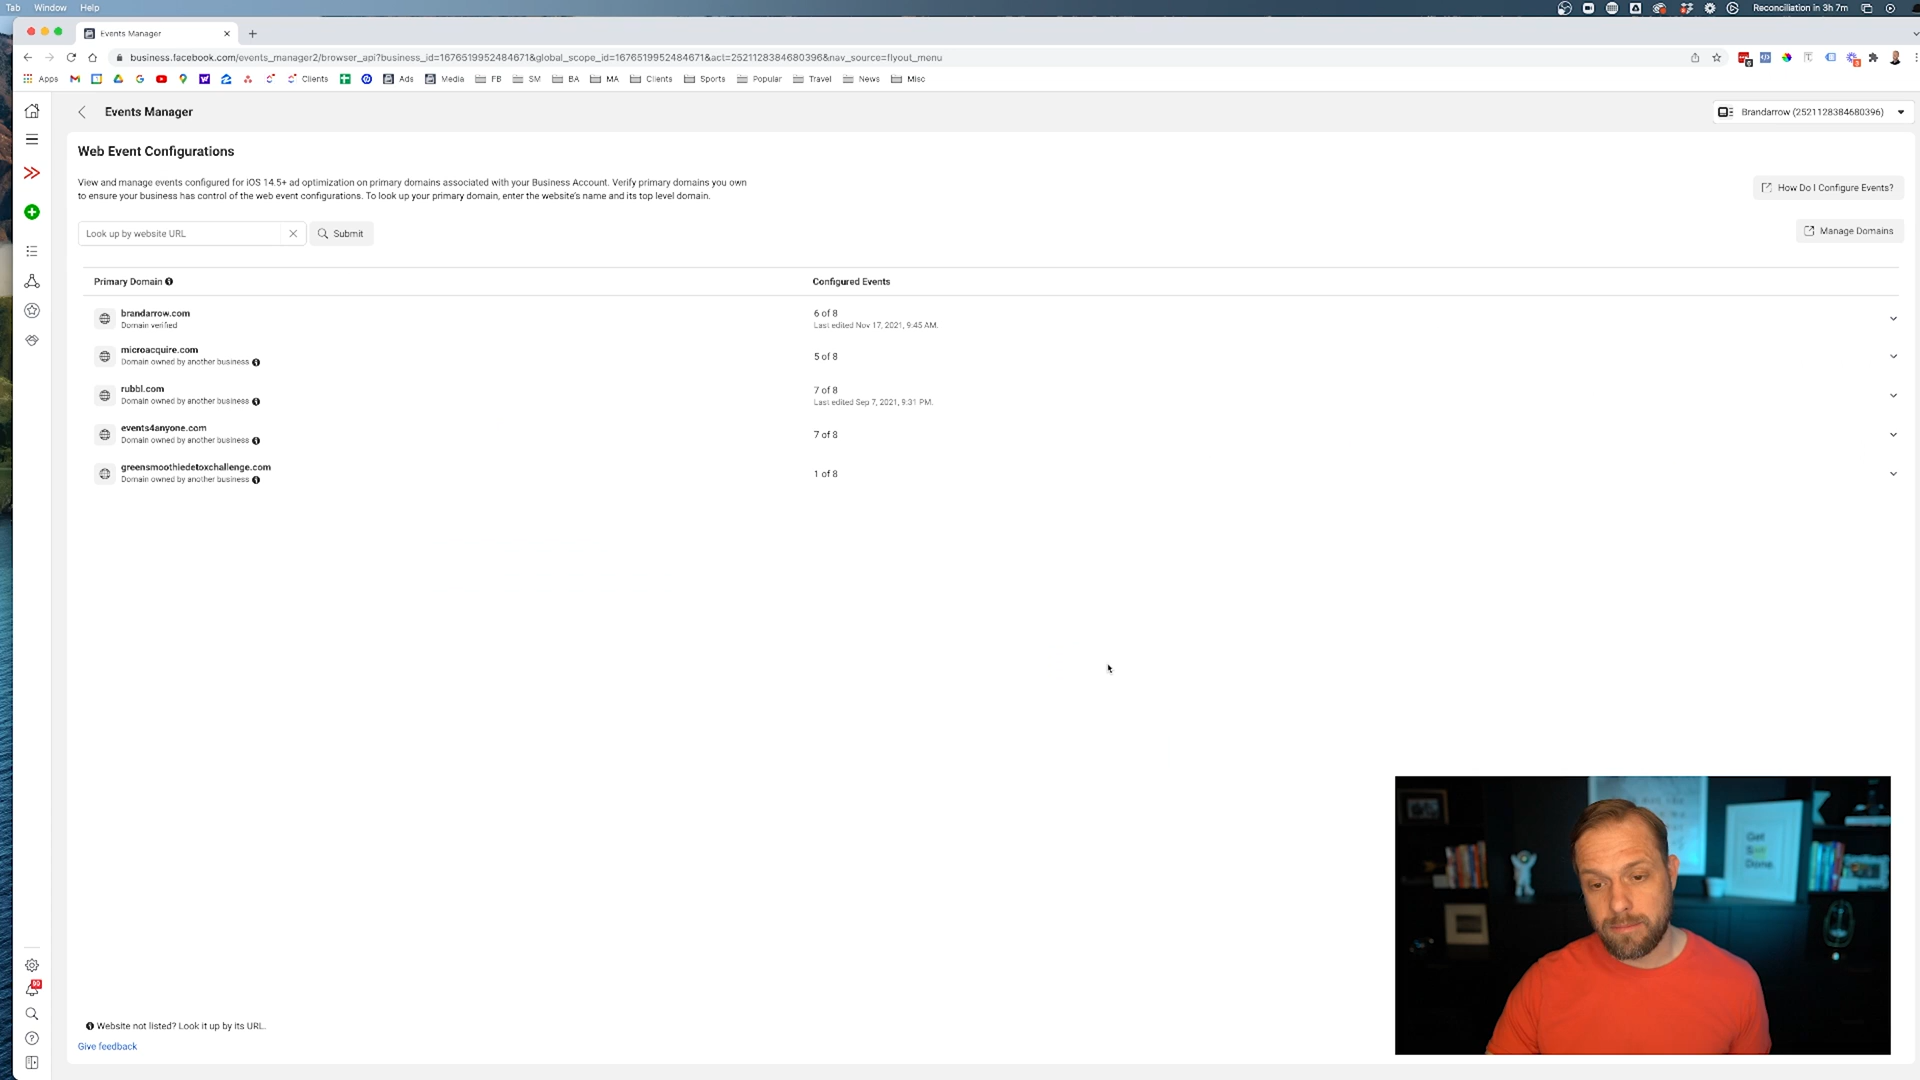 Tab Window Help
Reconciliation in 3h 7m
Events Manager
business.facebook.com/events_manager2/browser_api?business_id=1676519952484671&global_scope_id=1676519952484671&act=2521128384680396&nav_source=flyout_menu
Apps Clients Ads Media FB SM BA MA Clients Sports Popular Travel News Misc
Events Manager
Brandarrow (2521128384680396)
Web Event Configurations
View and manage events configured for iOS 14.5+ ad optimization on primary domains associated with your Business Account. Verify primary domains you own
to ensure your business has control of the web event configurations. To look up your primary domain, enter the website's name and its top level domain.
How Do I Configure Events?
Look up by website URL
Submit
Manage Domains
Primary Domain
Configured Events
brandarrow.com
Domain verified
6 of 8
Last edited Nov 17, 2021, 9:45 AM.
microacquire.com
Domain owned by another business
5 of 8
rubbl.com
Domain owned by another business
7 of 8
Last edited Sep 7, 2021, 9:31 PM.
events4anyone.com
Domain owned by another business
7 of 8
greensmoothiedetoxchallenge.com
Domain owned by another business
1 of 8
Get
Done.
99
Website not listed? Look it up by its URL.
Give feedback